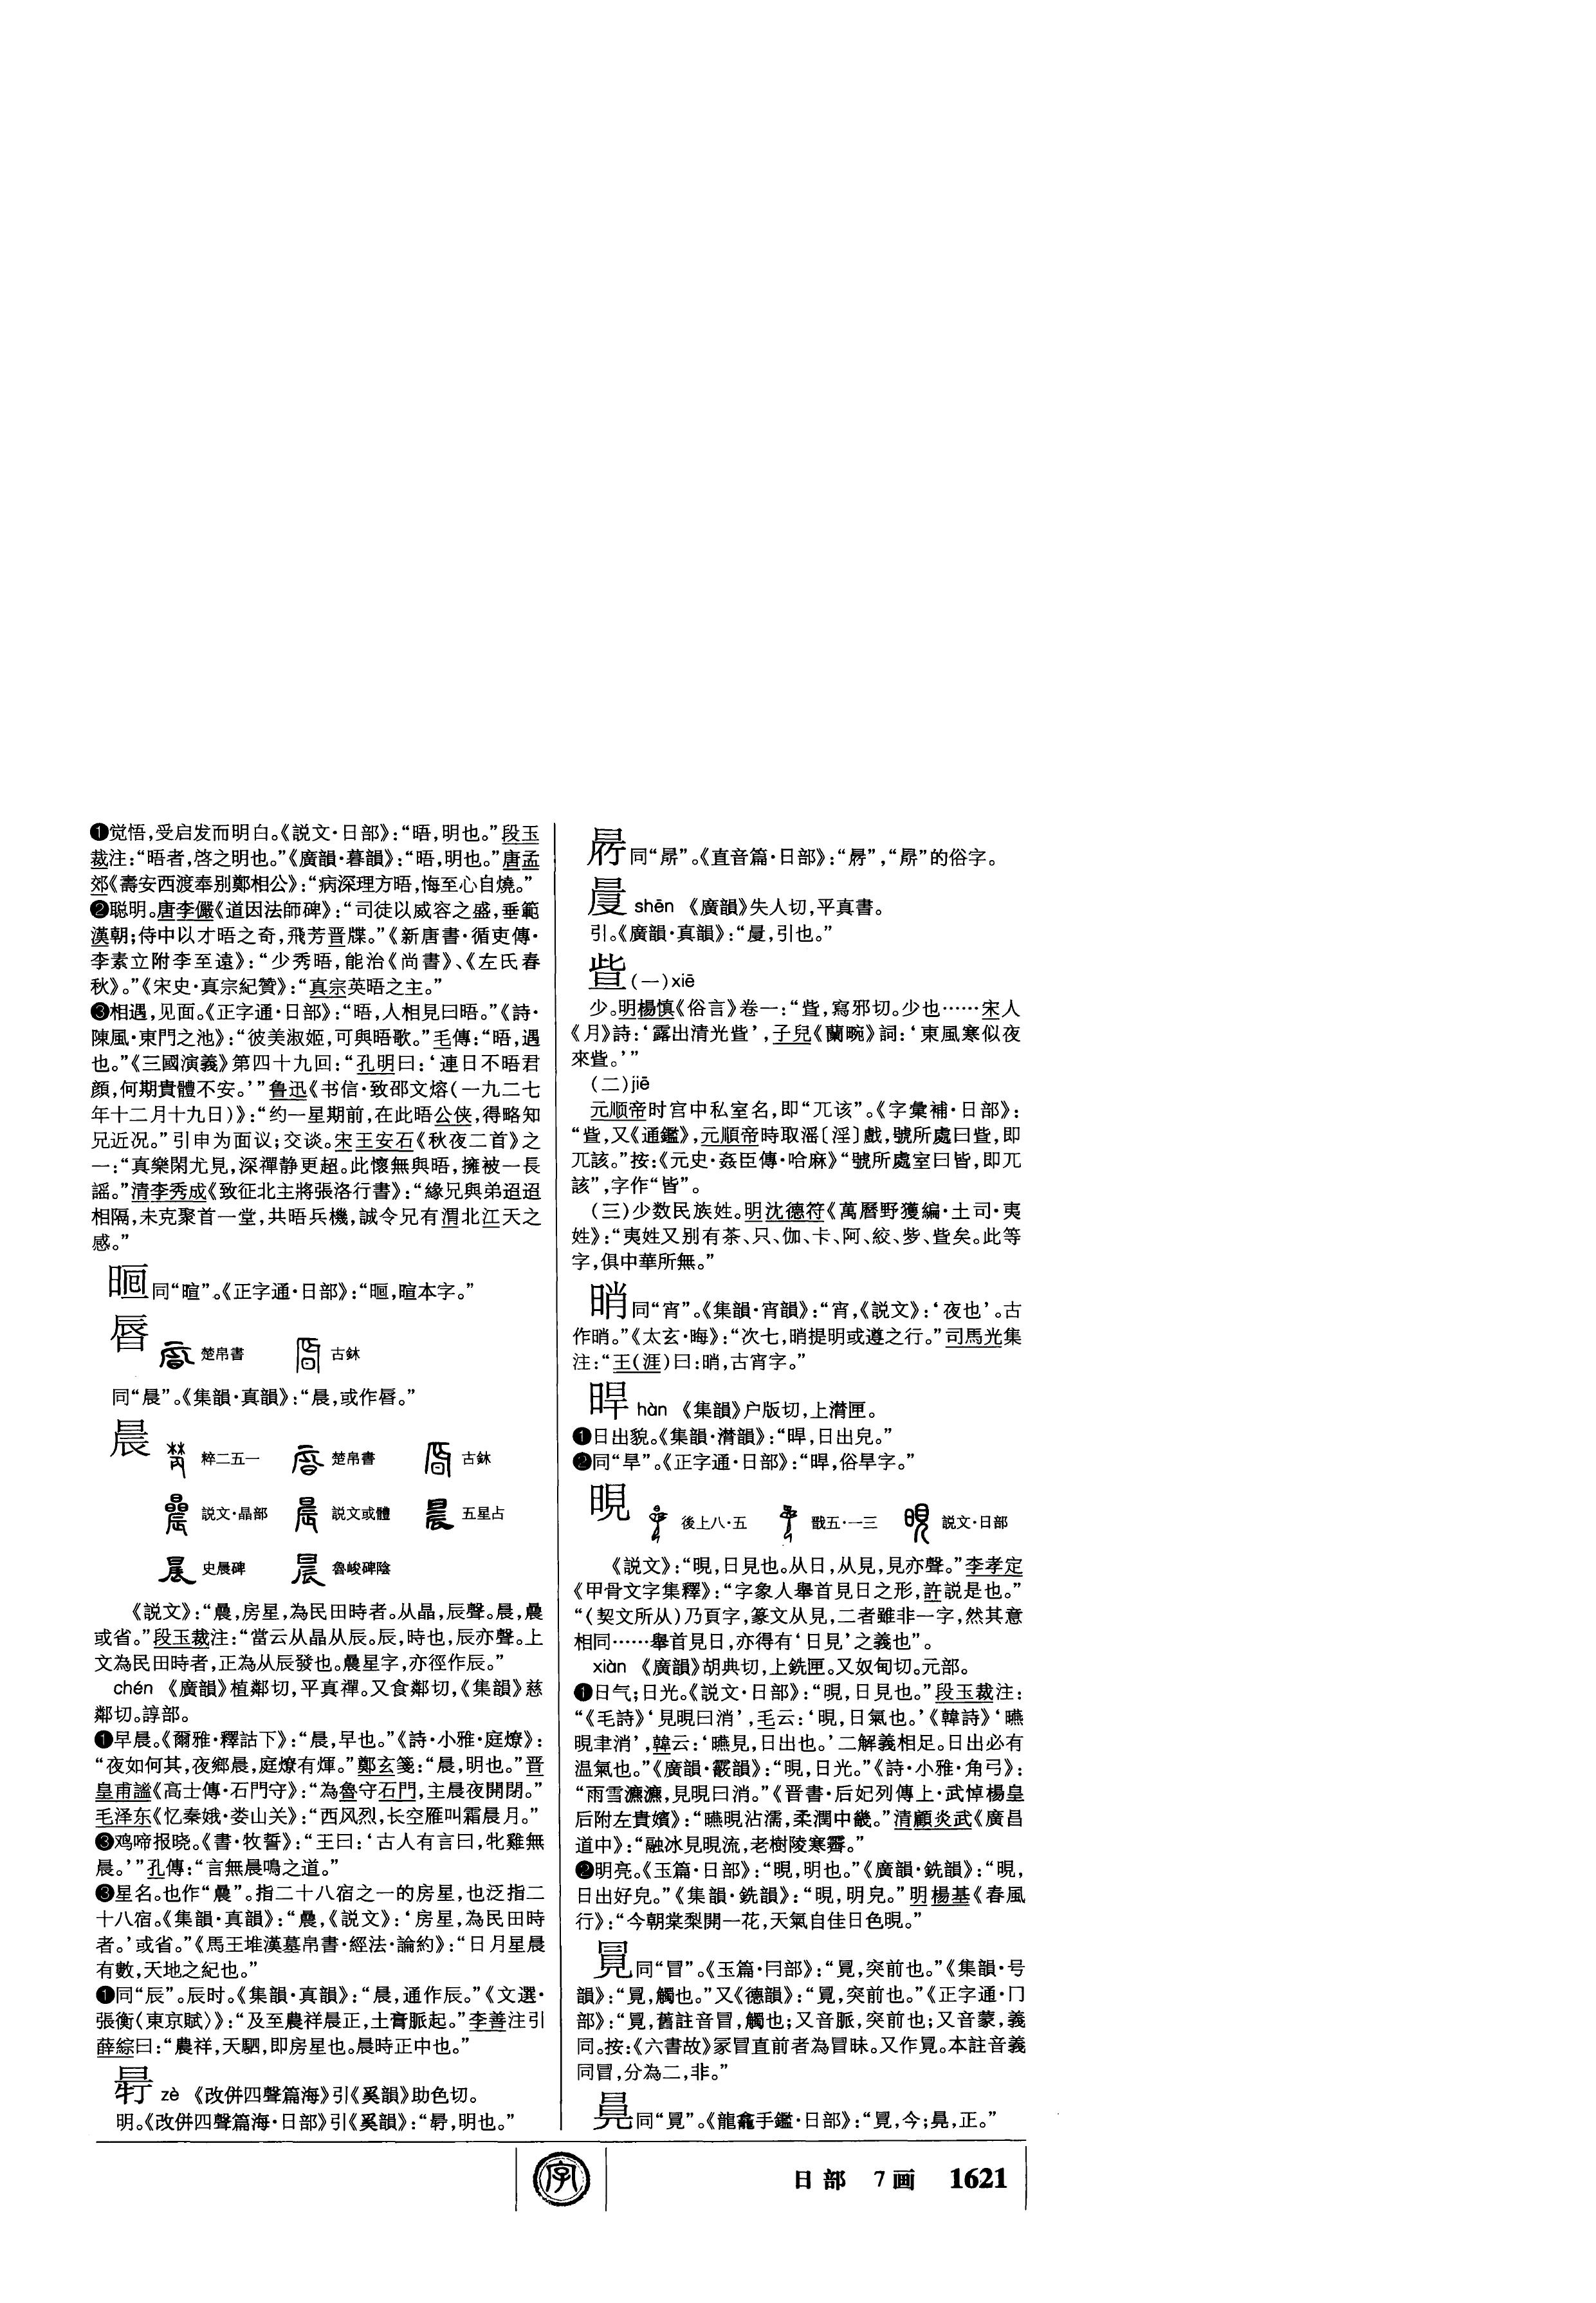 ❶觉悟,受启发而明白。《説文·日部》:“晤,明也。”段玉
裁注:“晤者,啓之明也。”《廣韻·暮韻》:“晤,明也。”唐孟
郊《壽安西渡奉别鄭相公》:“病深理方晤,悔至心自燒。”
❷聪明。唐李儼《道因法師碑》:“司徒以威容之盛,垂範
漢朝;侍中以才晤之奇,飛芳晋牒。”《新唐書·循吏傳·
李素立附李至遠》:“少秀晤,能治《尚書》、《左氏春
秋》。”《宋史·真宗紀贊》:“真宗英晤之主。”
❸相遇,见面。《正字通·日部》:“晤,人相見曰晤。”《詩·
陳風·東門之池》:“彼美淑姬,可與晤歌。”毛傳:“晤,遇
也。”《三國演義》第四十九回:“孔明曰:‘連日不晤君
顔,何期貴體不安。’”鲁迅《书信·致邵文熔(一九二七
年十二月十九日)》:“约一星期前,在此晤公侠,得略知
兄近况。”引申为面议;交谈。宋王安石《秋夜二首》之
一:“真樂閑尤見,深禪静更超。此懷無與晤,擁被一長
謡。”清李秀成《致征北主將張洛行書》:“緣兄與弟迢迢
相隔,未克聚首一堂,共晤兵機,誠令兄有渭北江天之
感。”
同“暄”。《正字通·日部》:“暄本字。”
唇 楚帛書 古鉥
同“晨”。《集韻·真韻》:“晨,或作。”
晨 粹二五一 楚帛書 古鉥
説文·晶部 説文或體 五星占
史晨碑 魯峻碑陰
《説文》:“曟,房星,為民田時者。从晶,辰聲。晨,曟
或省。”段玉裁注:“當云从晶从辰。辰,時也,辰亦聲。上
文為民田時者,正為从辰發也。曟星字,亦徑作辰。”
chén 《廣韻》植鄰切,平真禪。又食鄰切,《集韻》慈
鄰切。諄部。
❶早晨。《爾雅·釋詁下》:“晨,早也。”《詩·小雅·庭燎》:
“夜如何其,夜鄉晨,庭燎有煇。”鄭玄箋:“晨,明也。”晋
皇甫謐《高士傳·石門守》:“為魯守石門,主晨夜開閉。”
毛泽东《忆秦娥·娄山关》:“西风烈,长空雁叫霜晨月。”
❸鸡啼报晓。《書·牧誓》:“王曰:‘古人有言曰,牝雞無
晨。’”孔傳:“言無晨鳴之道。”
❸星名。也作“曟”。指二十八宿之一的房星,也泛指二
十八宿。《集韻·真韻》:“曟,《説文》:‘房星,為民田時
者。’或省。”《馬王堆漢墓帛書·經法·論約》:“日月星晨
有數,天地之紀也。”
❶同“辰”。辰时。《集韻·真韻》:“晨,通作辰。”《文選·
張衡〈東京賦〉》:“及至農祥晨正,土膏脈起。”李善注引
薛綜曰:“農祥,天駟,即房星也。晨時正中也。”
zè 《改併四聲篇海》引《奚韻》助色切。
明。《改併四聲篇海·日部》引《奚韻》:“明也。”
同“”。《直音篇·日部》:“”,“”的俗字。
shēn 《廣韻》失人切,平真書。
引。《廣韻·真韻》:“引也。”
(一)xiē
少。明楊慎《俗言》卷一:“寫邪切。少也……宋人
《月》詩:‘露出清光’,子兒《蘭畹》詞:‘東風寒似夜
來。’”
(二)jiē
元顺帝时宫中私室名,即“兀该”。《字彙補·日部》:
“又《通鑑》,元順帝時取滛〔淫〕戲,號所處曰,即
兀該。”按:《元史·姦臣傳·哈麻》“號所處室曰皆,即兀
該”,字作“皆”。
(三)少数民族姓。明沈德符《萬曆野獲編·土司·夷
姓》:“夷姓又别有茶、只、伽、卡、阿、絞、矣。此等
字,俱中華所無。”
哨同“宵”。《集韻·宵韻》:“宵,《説文》:‘夜也’。古
作。”《太玄·晦》:“次七,提明或遵之行。”司馬光集
注:“王(涯)曰:古宵字。”
晘 hàn 《集韻》户版切,上潸匣。
❶日出貌。《集韻·潸韻》:“晘,日出皃。”
❷同“旱”。《正字通·日部》:“晘,俗旱字。”
晛 後上八·五 戩五·一三 説文·日部
《説文》:“晛,日見也。从日,从見,見亦聲。”李孝定
《甲骨文字集釋》:“字象人舉首見日之形,許説是也。”
“(契文所从)乃頁字,篆文从見,二者雖非一字,然其意
相同……舉首見日,亦得有‘日見’之義也”。
xiàn 《廣韻》胡典切,上銑匣。又奴甸切。元部。
❶日气;日光。《説文·日部》:“晛,日見也。”段玉裁注:
“《毛詩》‘見晛曰消’,毛云:‘晛,日氣也。’《韓詩》‘曣
晛聿消’,韓云:‘曣見,日出也。’二解義相足。日出必有
温氣也。”《廣韻·霰韻》:“晛,日光。”《詩·小雅·角弓》:
“雨雪瀌瀌,見晛曰消。”《晋書·后妃列傳上·武悼楊皇
后附左貴嬪》:“曣晛沾濡,柔潤中畿。”清顧炎武《廣昌
道中》:“融冰見晛流,老樹陵寒霽。”
❷明亮。《玉篇·日部》:“晛,明也。”《廣韻·銑韻》:“晛,
日出好皃。”《集韻·銑韻》:“晛,明皃。”明楊基《春風
行》:“今朝棠梨開一花,天氣自佳日色晛。”
同“冒”。《玉篇·冃部》:“突前也。”《集韻·号
韻》:“觸也。”又《德韻》:“突前也。”《正字通·冂
部》:“舊註音冒,觸也;又音脈,突前也;又音蒙,義
同。按:《六書故》冡冒直前者為冒昧。又作。本註音義
同冒,分為二,非。”
同“”。《龍龕手鑑·日部》:“今;正。”
字
日部 7画 1621